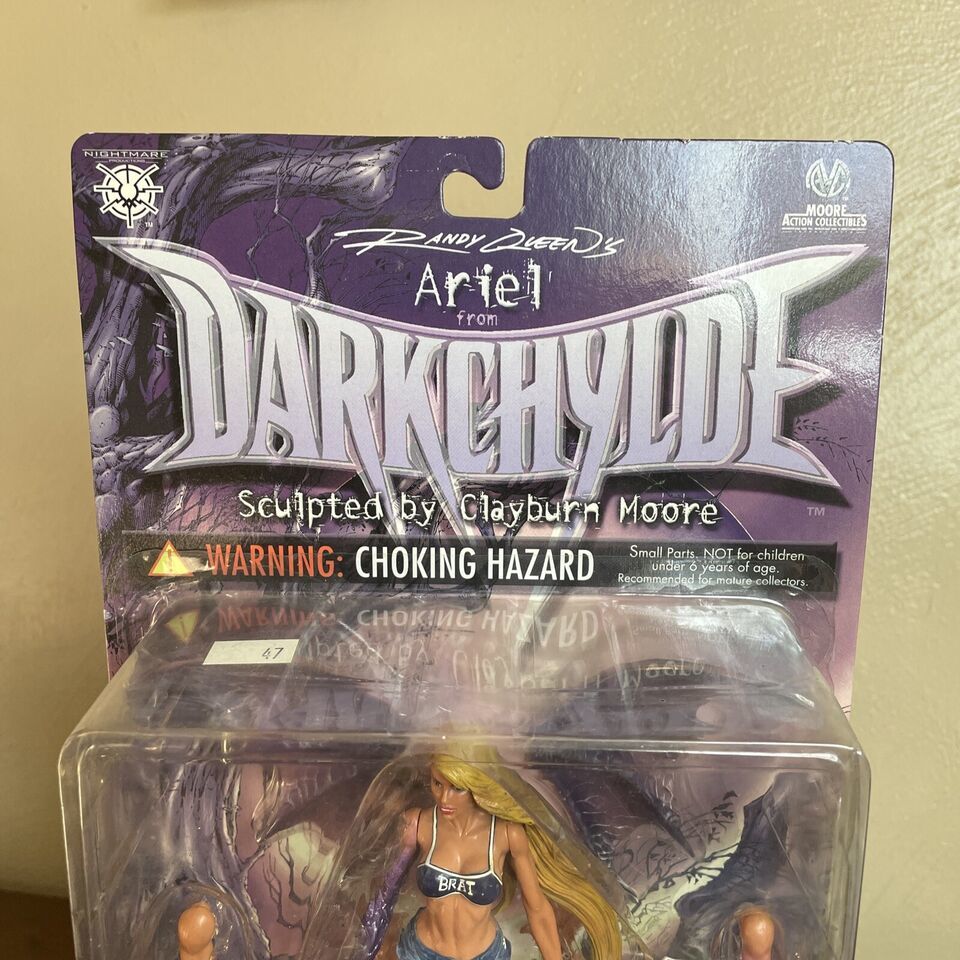 NIGHTMARE
PRODUCTIONS
TM
MOORE
ACTION COLLECTIBLES
RANDY QUEEN'S
Ariel
from
DARKCHYLDE
TM
Sculpted by Clayburn Moore
WARNING: CHOKING HAZARD
Small Parts. NOT for children
under 6 years of age.
Recommended for mature collectors.
47
BRAT